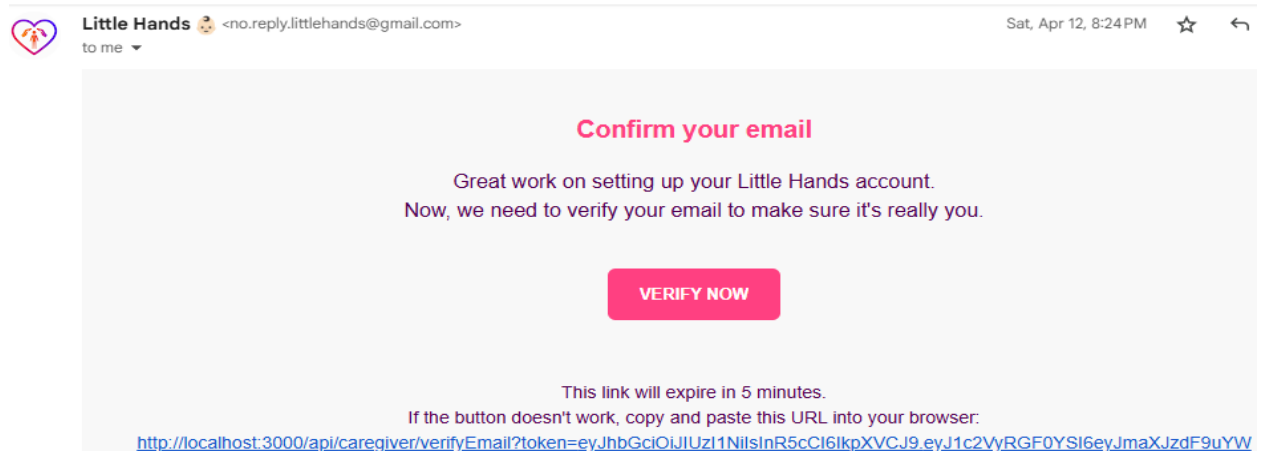 Little Hands 👶 <no.reply.littlehands@gmail.com> Sat, Apr 12, 8:24 PM
to me
Confirm your email
Great work on setting up your Little Hands account.
Now, we need to verify your email to make sure it's really you.
VERIFY NOW
This link will expire in 5 minutes.
If the button doesn't work, copy and paste this URL into your browser:
http://localhost:3000/api/caregiver/verifyEmail?token=eyJhbGciOiJIUzI1NiIsInR5cCI6IkpXVCJ9.eyJ1c2VyRGF0YSI6eyJmaXJzdF9uYW